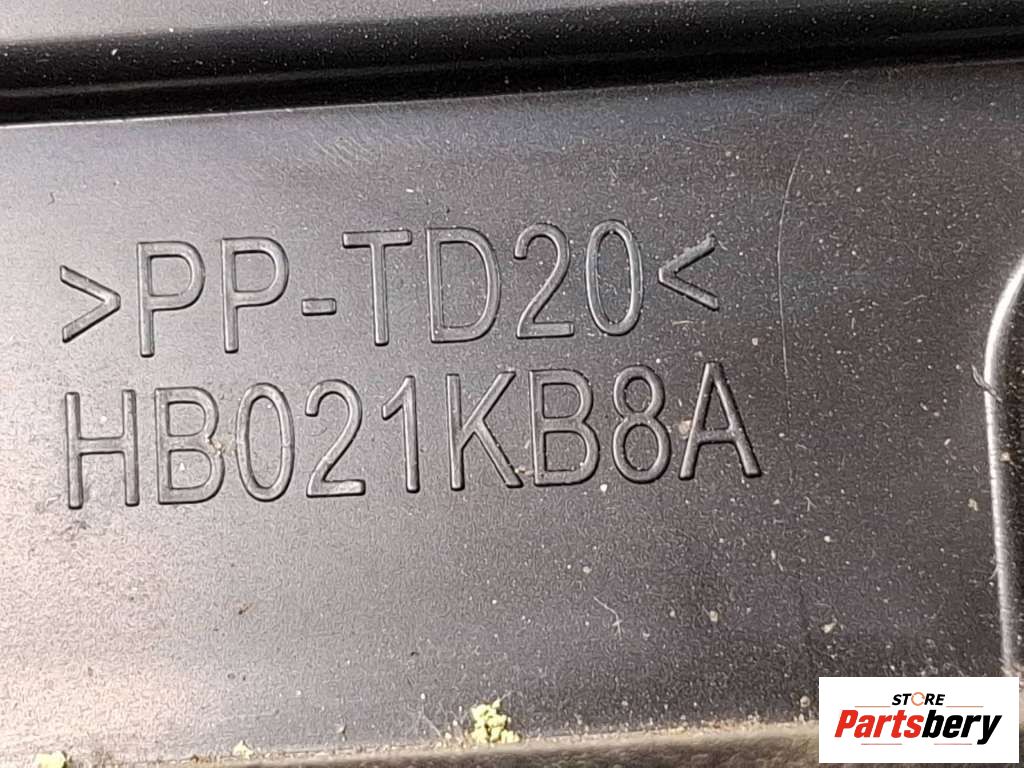 >PP-TD20<
HB021KB8A
STORE
Partsbery